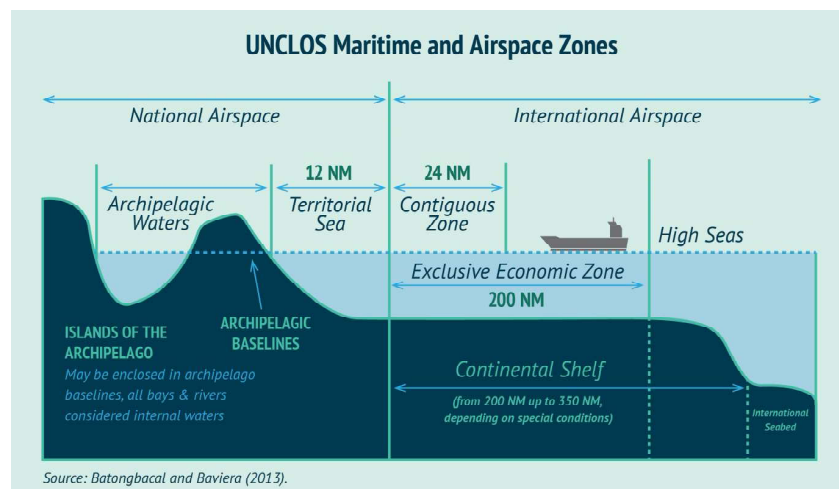 UNCLOS Maritime and Airspace Zones
National Airspace
International Airspace
12 NM
24 NM
Archipelagic
Waters
Territorial
Sea
Contiguous
Zone
High Seas
Exclusive Economic Zone
200 NM
ISLANDS OF THE
ARCHIPELAGO
May be enclosed in archipelago
baselines, all bays & rivers
considered internal waters
ARCHIPELAGIC
BASELINES
Continental Shelf
(from 200 NM up to 350 NM,
depending on special conditions)
International
Seabed
Source: Batongbacal and Baviera (2013).